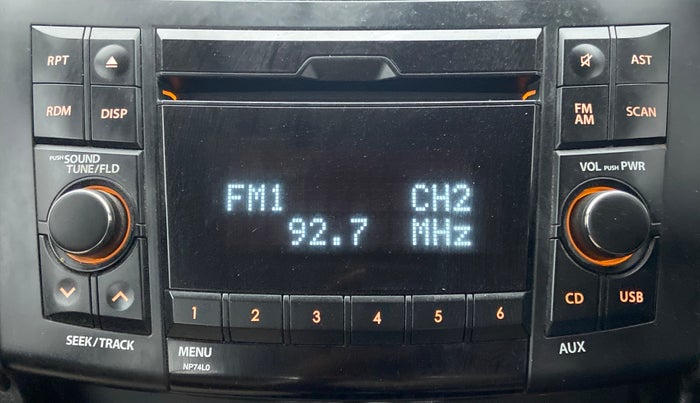 RPT
RDM
DISP
AST
FM
AM
SCAN
PUSH SOUND
TUNE/FLD
VOL PUSH PWR
FM1 CH2
92.7 MHz
1 2 3 4 5 6
CD
USB
SEEK/TRACK
MENU
NP74L0
AUX